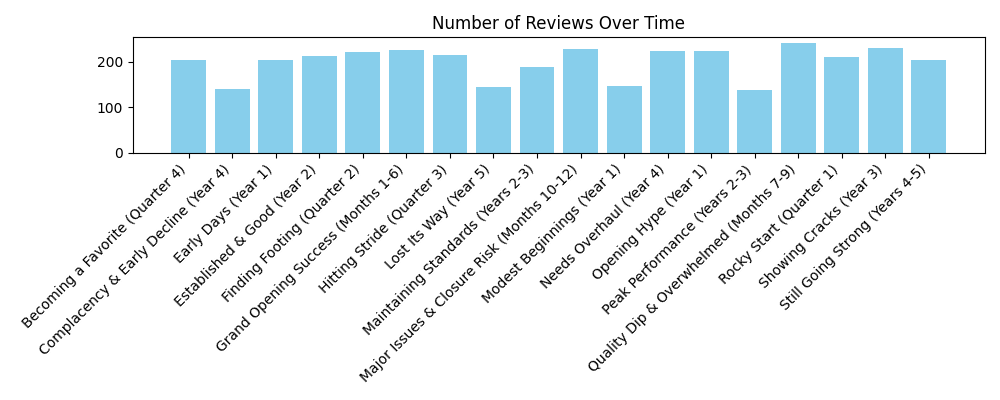 Number of Reviews Over Time
200
100
0
Becoming a Favorite (Quarter 4)
Complacency & Early Decline (Year 4)
Early Days (Year 1)
Established & Good (Year 2)
Finding Footing (Quarter 2)
Grand Opening Success (Months 1-6)
Hitting Stride (Quarter 3)
Lost Its Way (Year 5)
Maintaining Standards (Years 2-3)
Major Issues & Closure Risk (Months 10-12)
Modest Beginnings (Year 1)
Needs Overhaul (Year 4)
Opening Hype (Year 1)
Peak Performance (Years 2-3)
Quality Dip & Overwhelmed (Months 7-9)
Rocky Start (Quarter 1)
Showing Cracks (Year 3)
Still Going Strong (Years 4-5)